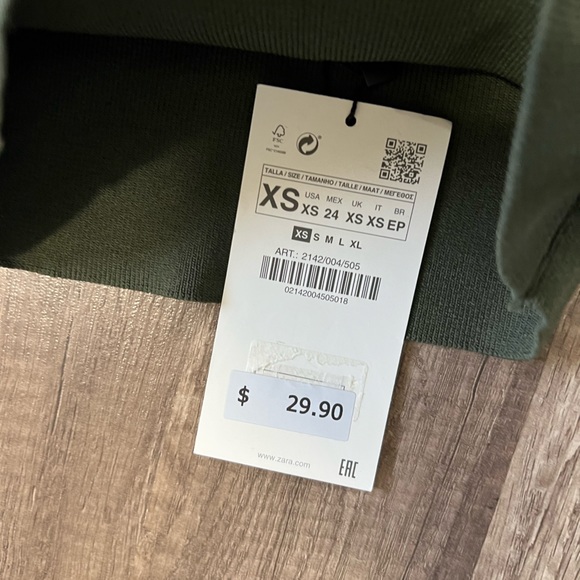 FSC
TALLA / SIZE / TAMANHO / TAILLE / MAAT / ΜΕΓΕΘΟΣ
XS USA XS MEX 24 UK XS IT XS BR EP
XS S M L XL
ART.: 2142/004/505
02142004505018
$ 29.90
www.zara.com
EAC